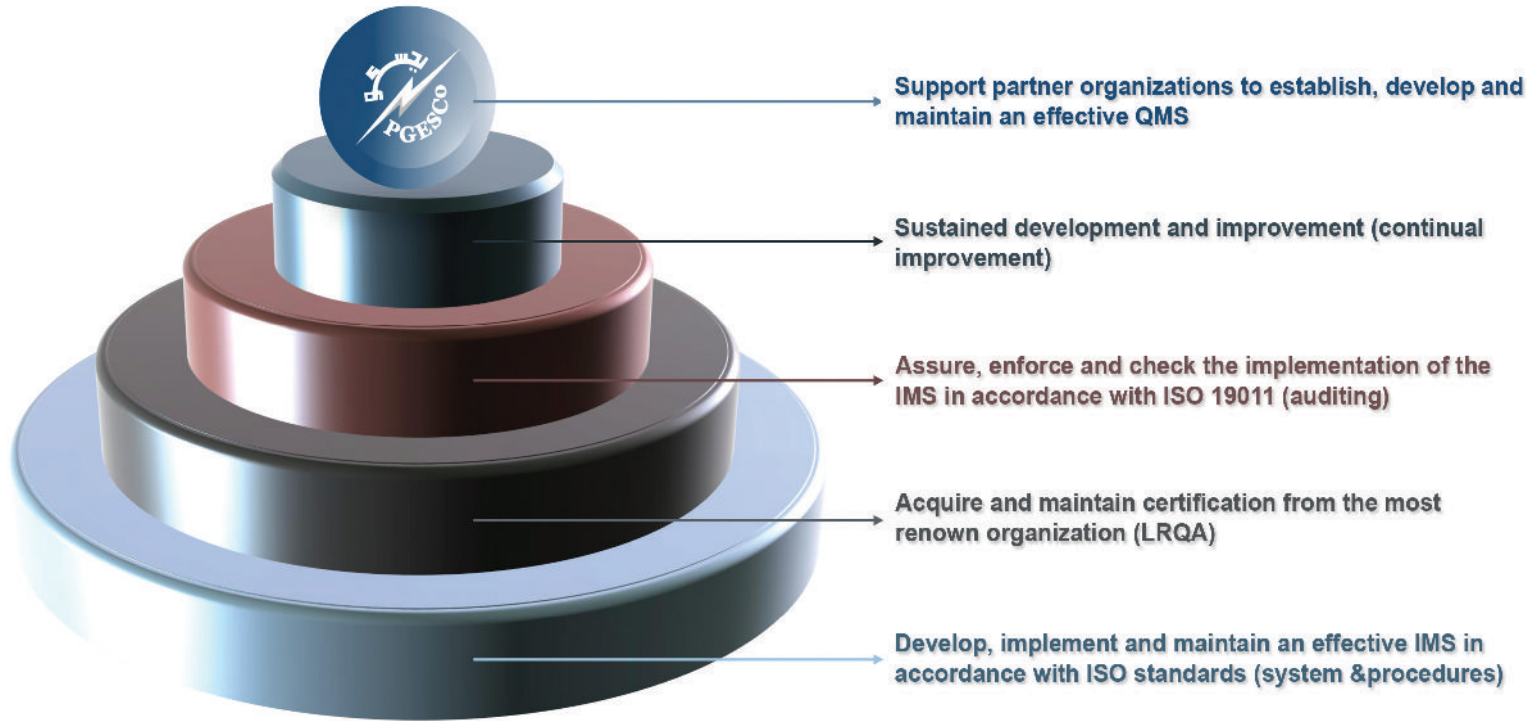 بجسكو
PGESCo
Support partner organizations to establish, develop and
maintain an effective QMS
Sustained development and improvement (continual
improvement)
Assure, enforce and check the implementation of the
IMS in accordance with ISO 19011 (auditing)
Acquire and maintain certification from the most
renown organization (LRQA)
Develop, implement and maintain an effective IMS in
accordance with ISO standards (system &procedures)